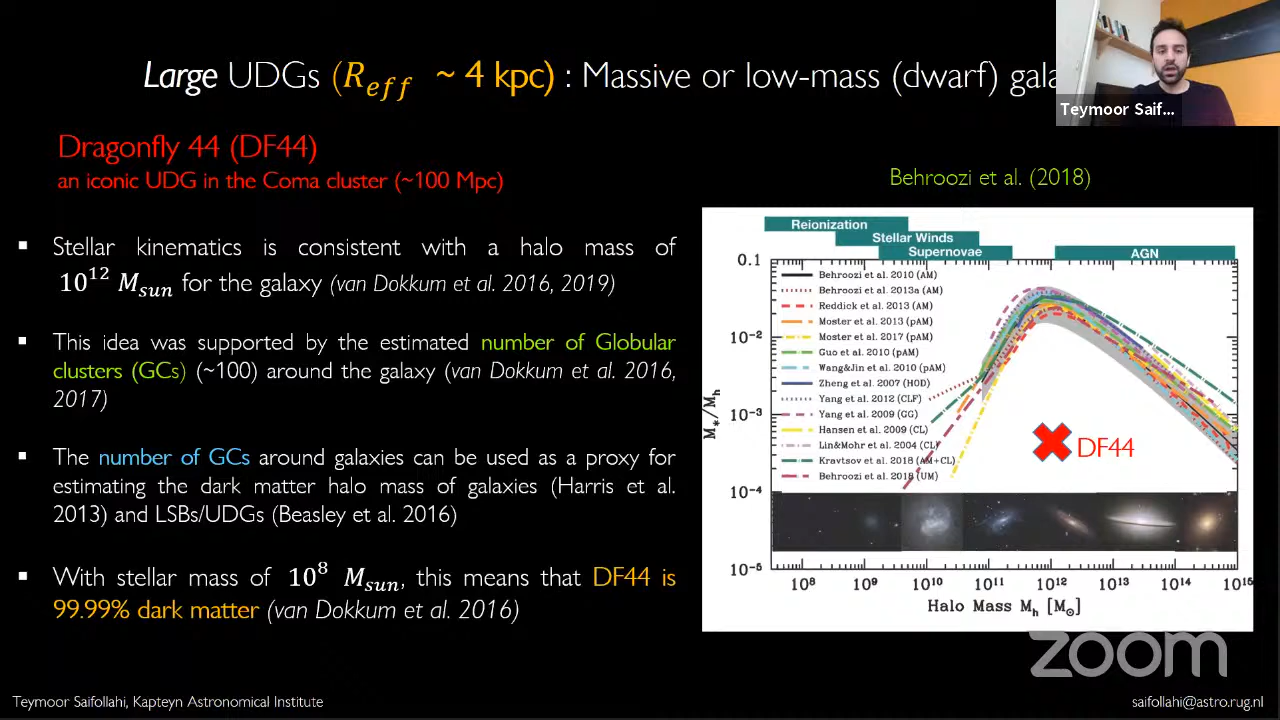 Large UDGs (R_eff ~ 4 kpc) : Massive or low-mass (dwarf)
Teymoor Saif...
Dragonfly 44 (DF44)
an iconic UDG in the Coma cluster (~100 Mpc)
▪ Stellar kinematics is consistent with a halo mass of
10^12 M_sun for the galaxy (van Dokkum et al. 2016, 2019)
▪ This idea was supported by the estimated number of Globular
clusters (GCs) (~100) around the galaxy (van Dokkum et al. 2016,
2017)
▪ The number of GCs around galaxies can be used as a proxy for
estimating the dark matter halo mass of galaxies (Harris et al.
2013) and LSBs/UDGs (Beasley et al. 2016)
▪ With stellar mass of 10^8 M_sun, this means that DF44 is
99.99% dark matter (van Dokkum et al. 2016)
Behroozi et al. (2018)
Reionization
Stellar Winds
Supernovae
AGN
Behroozi et al. 2010 (AM)
Behroozi et al. 2013a (AM)
Reddick et al. 2013 (AM)
Moster et al. 2013 (pAM)
Moster et al. 2017 (pAM)
Guo et al. 2010 (pAM)
Wang&Jin et al. 2010 (pAM)
Zheng et al. 2007 (HOD)
Yang et al. 2012 (CLF)
Yang et al. 2009 (GG)
Hansen et al. 2009 (CL)
Lin&Mohr et al. 2004 (CL)
Kravtsov et al. 2018 (AM+CL)
Behroozi et al. 2018 (UM)
DF44
M_*/M_h
0.1
10^-2
10^-3
10^-4
10^-5
10^8 10^9 10^10 10^11 10^12 10^13 10^14 10^15
Halo Mass M_h [M_⊙]
zoom
Teymoor Saifollahi, Kapteyn Astronomical Institute
saifollahi@astro.rug.nl